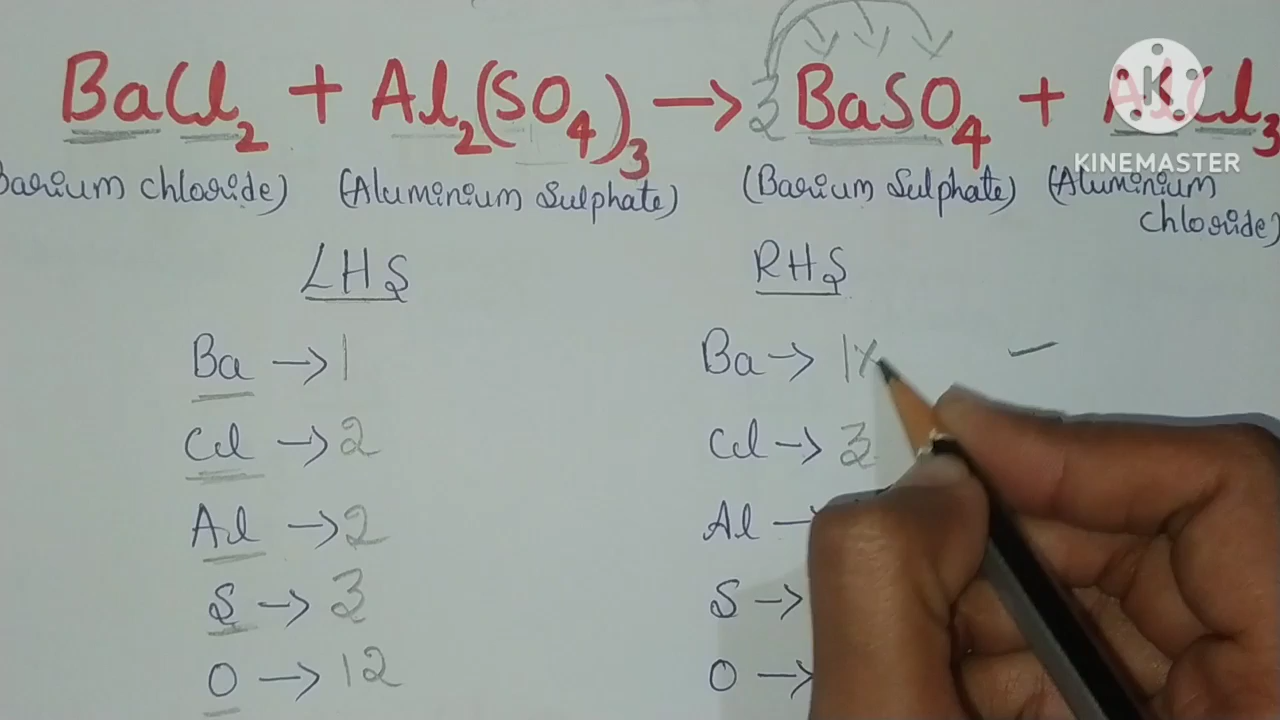 BaCl2 + Al2(SO4)3 → 3 BaSO4 + AlCl3
Barium chloride) (Aluminium Sulphate) (Barium Sulphate) (Aluminium chloride)
KINEMASTER
LHS RHS
Ba → 1 Ba → 1×
Cl → 2 Cl → 3
Al → 2 Al →
S → 3 S →
O → 12 O →